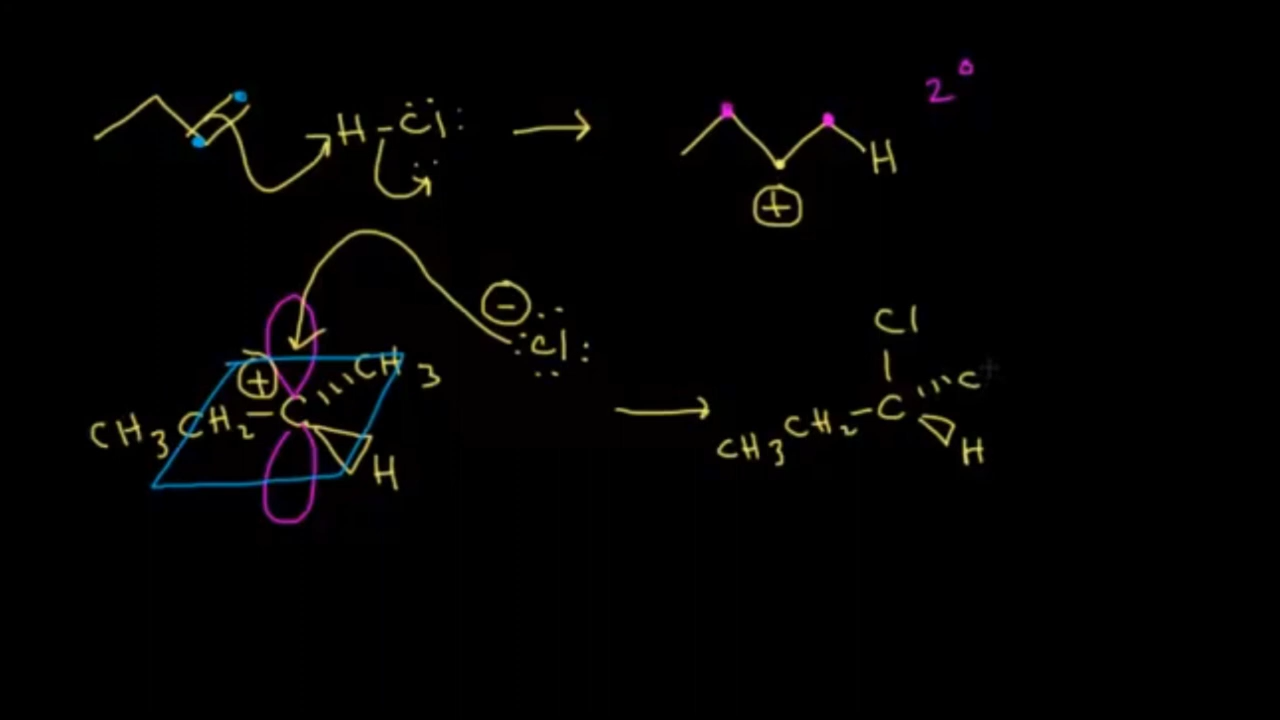 2°
H-Cl:
H
+
-
:Cl:
Cl
+
CH3
CH3CH2-C
H
CH3CH2-C
C
H